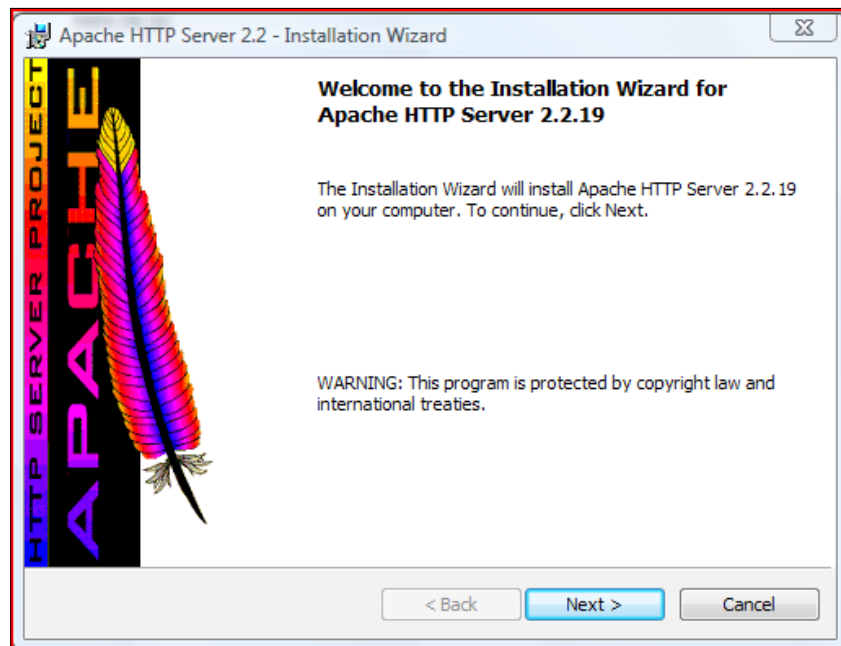 Apache HTTP Server 2.2 - Installation Wizard
HTTP SERVER PROJECT
APACHE
Welcome to the Installation Wizard for
Apache HTTP Server 2.2.19
The Installation Wizard will install Apache HTTP Server 2.2.19
on your computer. To continue, click Next.
WARNING: This program is protected by copyright law and
international treaties.
< Back
Next >
Cancel